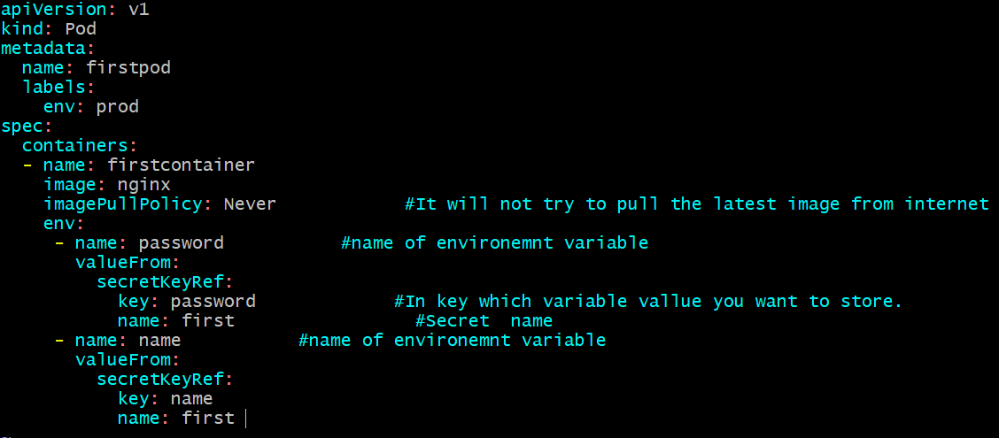 apiVersion: v1
kind: Pod
metadata:
  name: firstpod
  labels:
    env: prod
spec:
  containers:
  - name: firstcontainer
    image: nginx
    imagePullPolicy: Never            #It will not try to pull the latest image from internet
    env:
     - name: password           #name of environemnt variable
       valueFrom:
         secretKeyRef:
           key: password             #In key which variable vallue you want to store.
           name: first                 #Secret  name
     - name: name           #name of environemnt variable
       valueFrom:
         secretKeyRef:
           key: name
           name: first